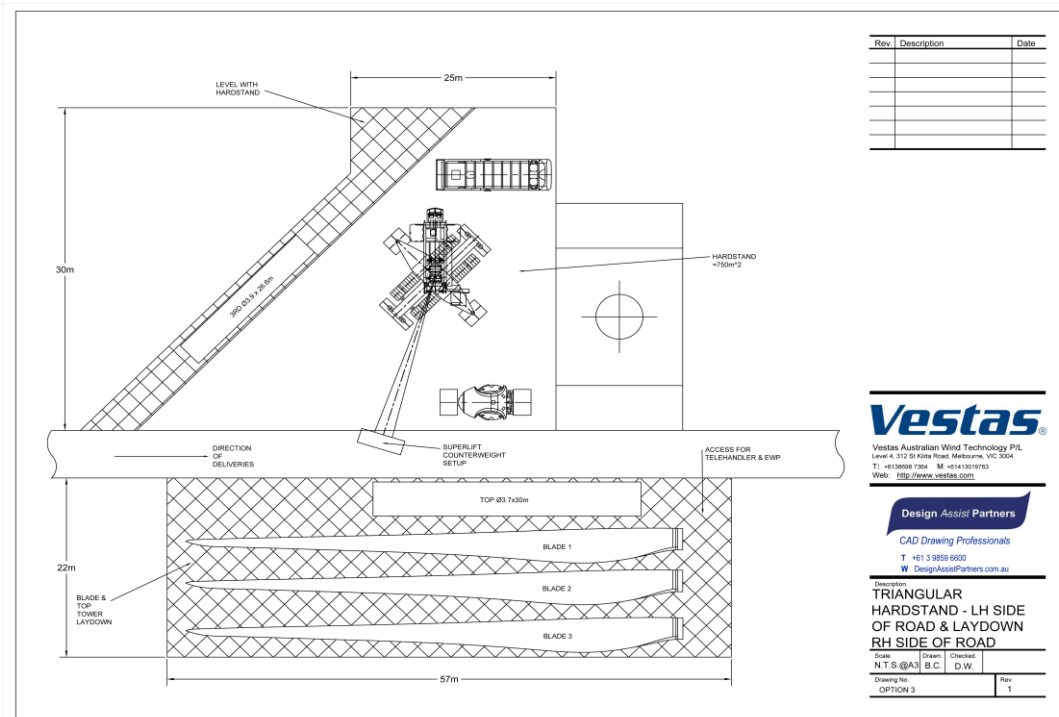 Rev. Description Date
25m
LEVEL WITH
HARDSTAND
30m
3RD Ø3.9 x 26.6m
HARDSTAND
=750m^2
DIRECTION
OF
DELIVERIES
SUPERLIFT
COUNTERWEIGHT
SETUP
ACCESS FOR
TELEHANDLER & EWP
TOP Ø3.7x30m
BLADE 1
BLADE 2
BLADE 3
22m
BLADE &
TOP
TOWER
LAYDOWN
57m
Vestas®
Vestas Australian Wind Technology P/L
Level 4, 312 St Kilda Road, Melbourne, VIC 3004
T: +6138698 7364 M: +61413019763
Web: http://www.vestas.com
Design Assist Partners
CAD Drawing Professionals
T +61 3 9859 6600
W DesignAssistPartners.com.au
Description.
TRIANGULAR
HARDSTAND - LH SIDE
OF ROAD & LAYDOWN
RH SIDE OF ROAD
Scale. Drawn. Checked.
N.T.S.@A3 B.C. D.W.
Drawing No. Rev.
OPTION 3 1